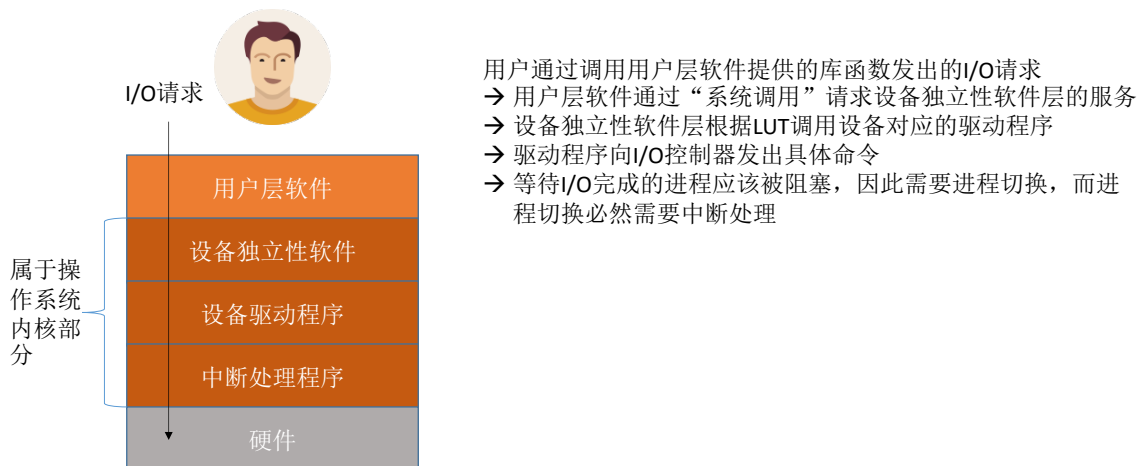 I/O请求
用户层软件
设备独立性软件
设备驱动程序
中断处理程序
硬件
属于操
作系统
内核部
分
用户通过调用用户层软件提供的库函数发出的I/O请求
→ 用户层软件通过“系统调用”请求设备独立性软件层的服务
→ 设备独立性软件层根据LUT调用设备对应的驱动程序
→ 驱动程序向I/O控制器发出具体命令
→ 等待I/O完成的进程应该被阻塞，因此需要进程切换，而进
程切换必然需要中断处理